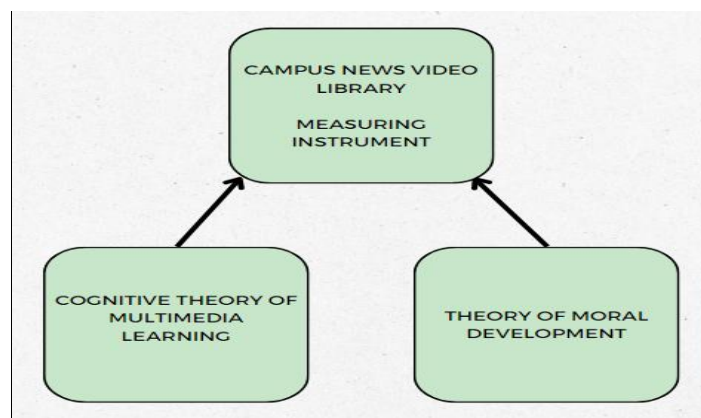 CAMPUS NEWS VIDEO
LIBRARY
MEASURING
INSTRUMENT
COGNITIVE THEORY OF
MULTIMEDIA
LEARNING
THEORY OF MORAL
DEVELOPMENT